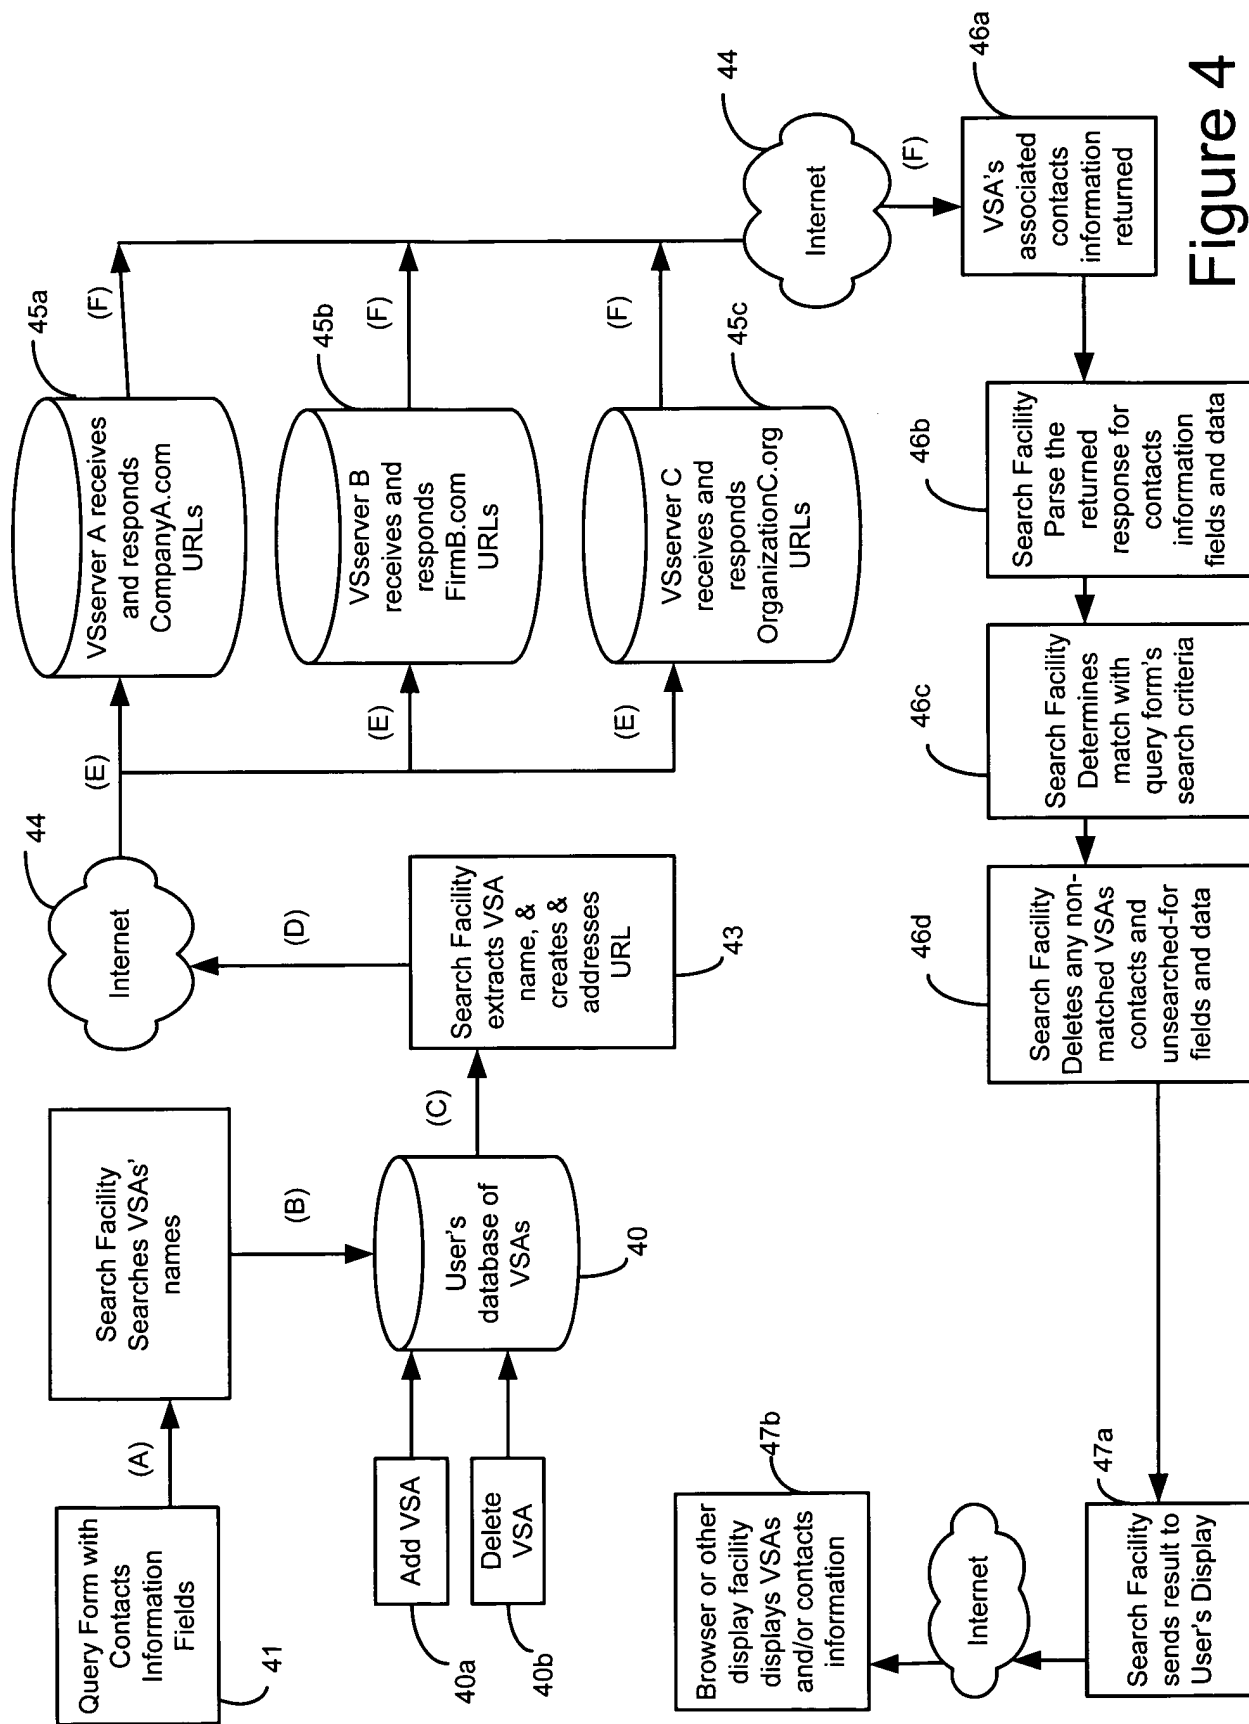 Query Form with
Contacts
Information
Fields
41
(A)
Search Facility
Searches VSAs'
names
(B)
Add VSA
40a
Delete
VSA
40b
User's
database of
VSAs
40
(C)
Search Facility
extracts VSA
name, &
creates &
addresses
URL
43
(D)
Internet
44
(E)
(E)
(E)
VSserver A receives
and responds
CompanyA.com
URLs
45a
(F)
VSserver B
receives and
responds
FirmB.com
URLs
45b
(F)
VSserver C
receives and
responds
OrganizationC.org
URLs
45c
(F)
Internet
44
(F)
VSA's
associated
contacts
information
returned
46a
Search Facility
Parse the
returned
response for
contacts
information
fields and data
46b
Search Facility
Determines
match with
query form's
search criteria
46c
Search Facility
Deletes any non-
matched VSAs
contacts and
unsearched-for
fields and data
46d
Search Facility
sends result to
User's Display
47a
Internet
Browser or other
display facility
displays VSAs
and/or contacts
information
47b
Figure 4